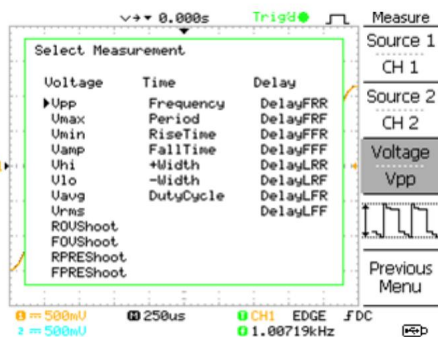 0.000s Trig'd Measure
Select Measurement
Voltage Time Delay
Vpp Frequency DelayFRR
Vmax Period DelayFRF
Vmin RiseTime DelayFFR
Vamp FallTime DelayFFF
Vhi +Width DelayLRR
Vlo -Width DelayLRF
Vavg DutyCycle DelayLFR
Vrms DelayLFF
ROVShoot
FOVShoot
RPREShoot
FPREShoot
Source 1
CH 1
Source 2
CH 2
Voltage
Vpp
Previous
Menu
1 500mV M 250us CH1 EDGE DC
2 500mV 1.00719kHz